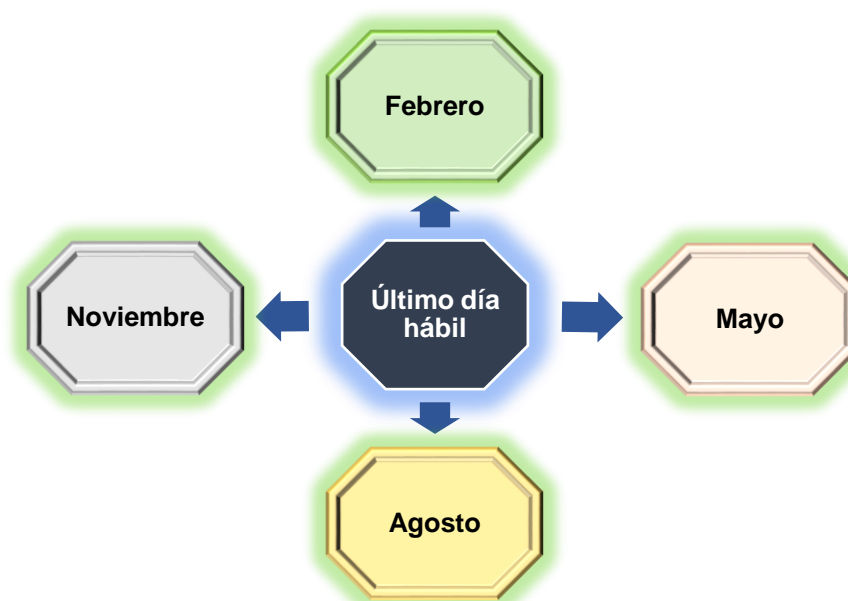 Febrero
Noviembre
Último día
hábil
Mayo
Agosto